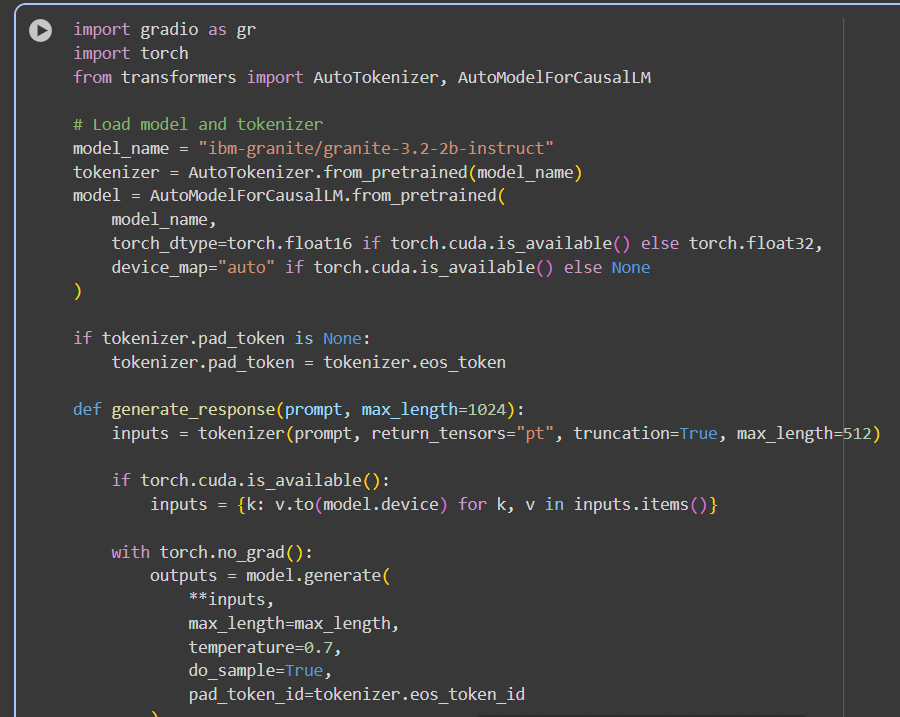 import gradio as gr
import torch
from transformers import AutoTokenizer, AutoModelForCausalLM
# Load model and tokenizer
model_name = "ibm-granite/granite-3.2-2b-instruct"
tokenizer = AutoTokenizer.from_pretrained(model_name)
model = AutoModelForCausalLM.from_pretrained(
    model_name,
    torch_dtype=torch.float16 if torch.cuda.is_available() else torch.float32,
    device_map="auto" if torch.cuda.is_available() else None
)
if tokenizer.pad_token is None:
    tokenizer.pad_token = tokenizer.eos_token
def generate_response(prompt, max_length=1024):
    inputs = tokenizer(prompt, return_tensors="pt", truncation=True, max_length=512)
    if torch.cuda.is_available():
        inputs = {k: v.to(model.device) for k, v in inputs.items()}
    with torch.no_grad():
        outputs = model.generate(
            **inputs,
            max_length=max_length,
            temperature=0.7,
            do_sample=True,
            pad_token_id=tokenizer.eos_token_id
        )